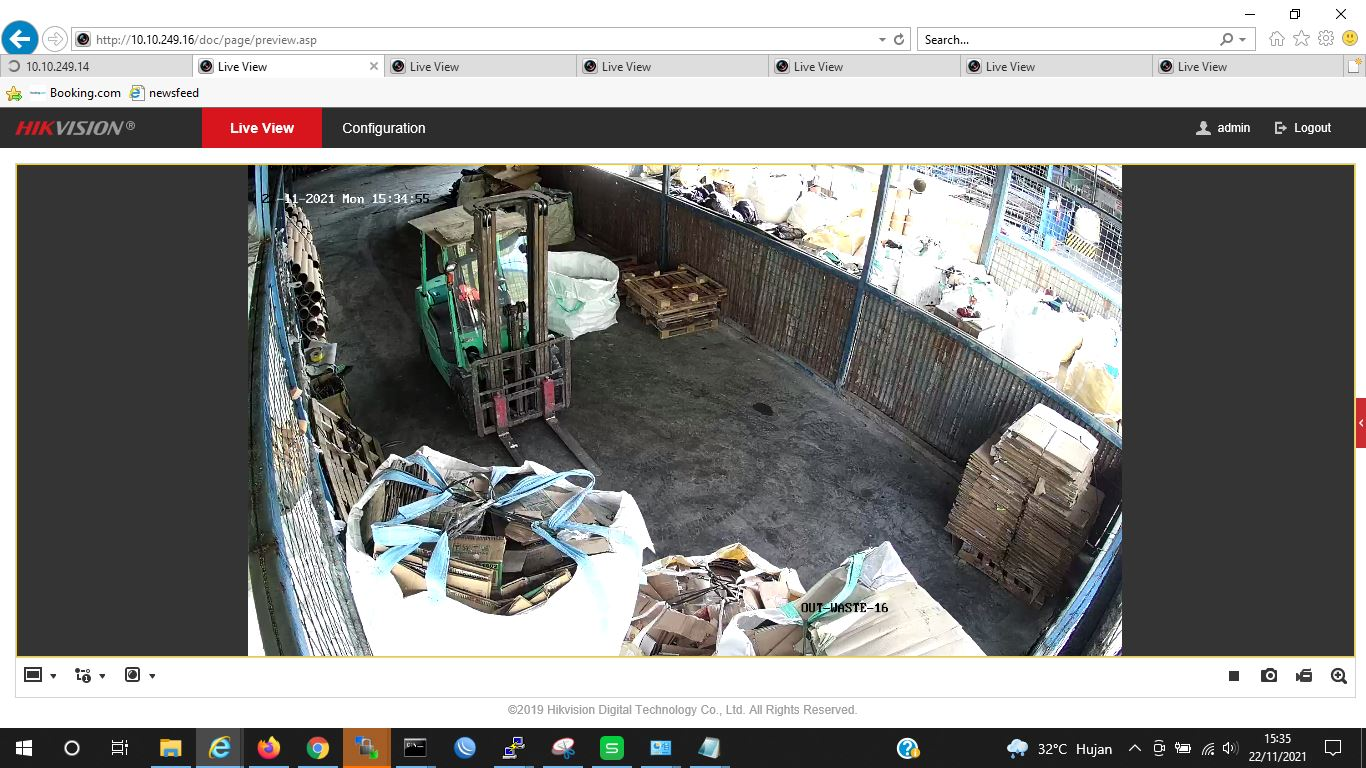 http://10.10.249.16/doc/page/preview.asp
Search...
10.10.249.14
Live View
Live View
Live View
Live View
Live View
Live View
Booking.com
newsfeed
HIKVISION®
Live View
Configuration
admin
Logout
-11-2021 Mon 15:34:55
OUT-WASTE-16
©2019 Hikvision Digital Technology Co., Ltd. All Rights Reserved.
32°C Hujan
15:35
22/11/2021